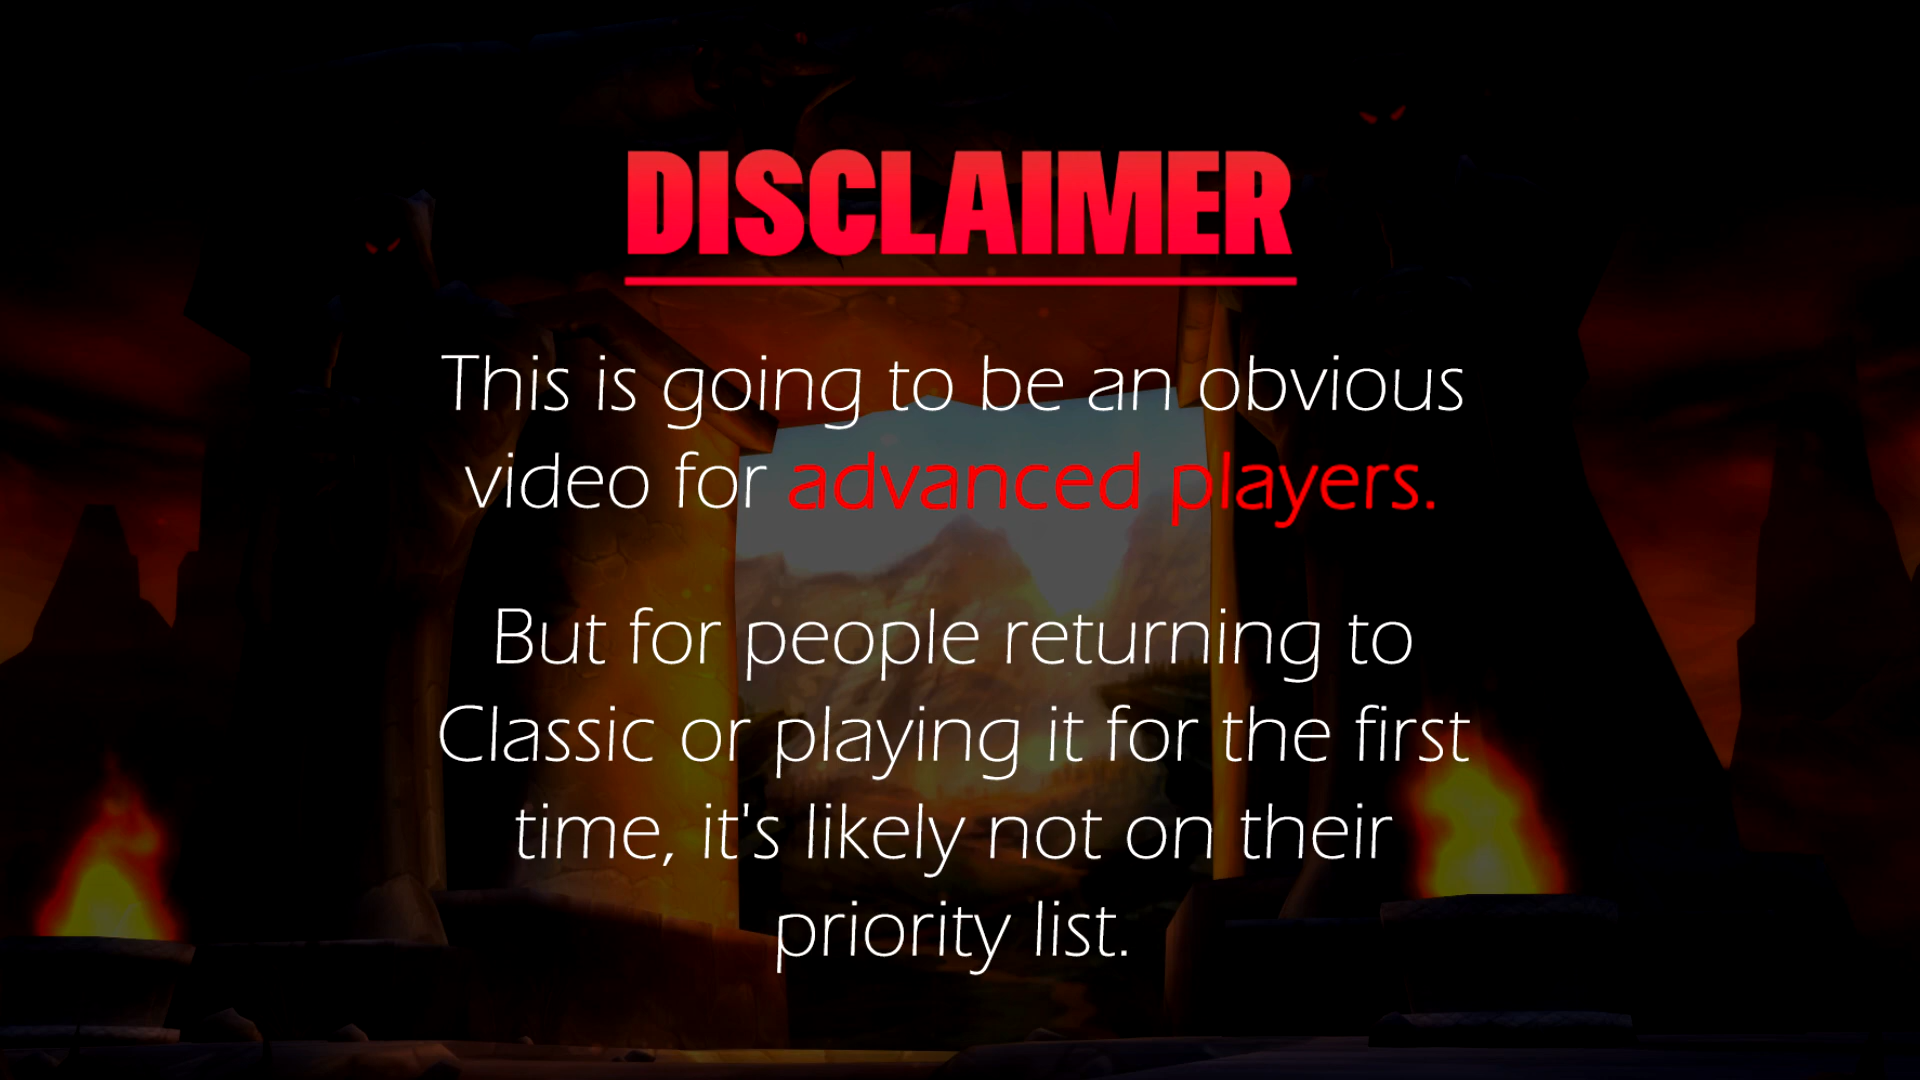 DISCLAIMER
This is going to be an obvious
video for advanced players.
But for people returning to
Classic or playing it for the first
time, it's likely not on their
priority list.